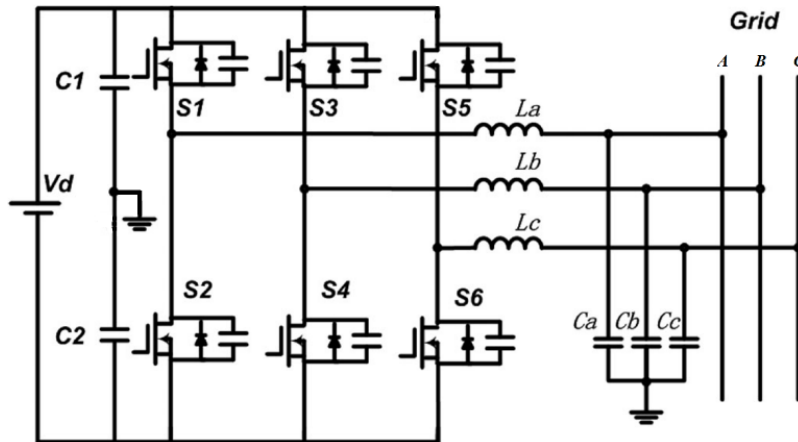 Grid
A B C
C1
S1 S3 S5
La
Vd
Lb
Lc
S2 S4 S6
C2
Ca Cb Cc